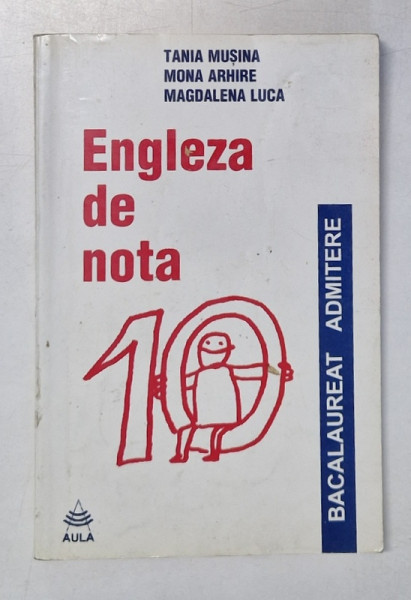 TANIA MUȘINA
MONA ARHIRE
MAGDALENA LUCA
Engleza
de
nota
10
BACALAUREAT ADMITERE
AULA